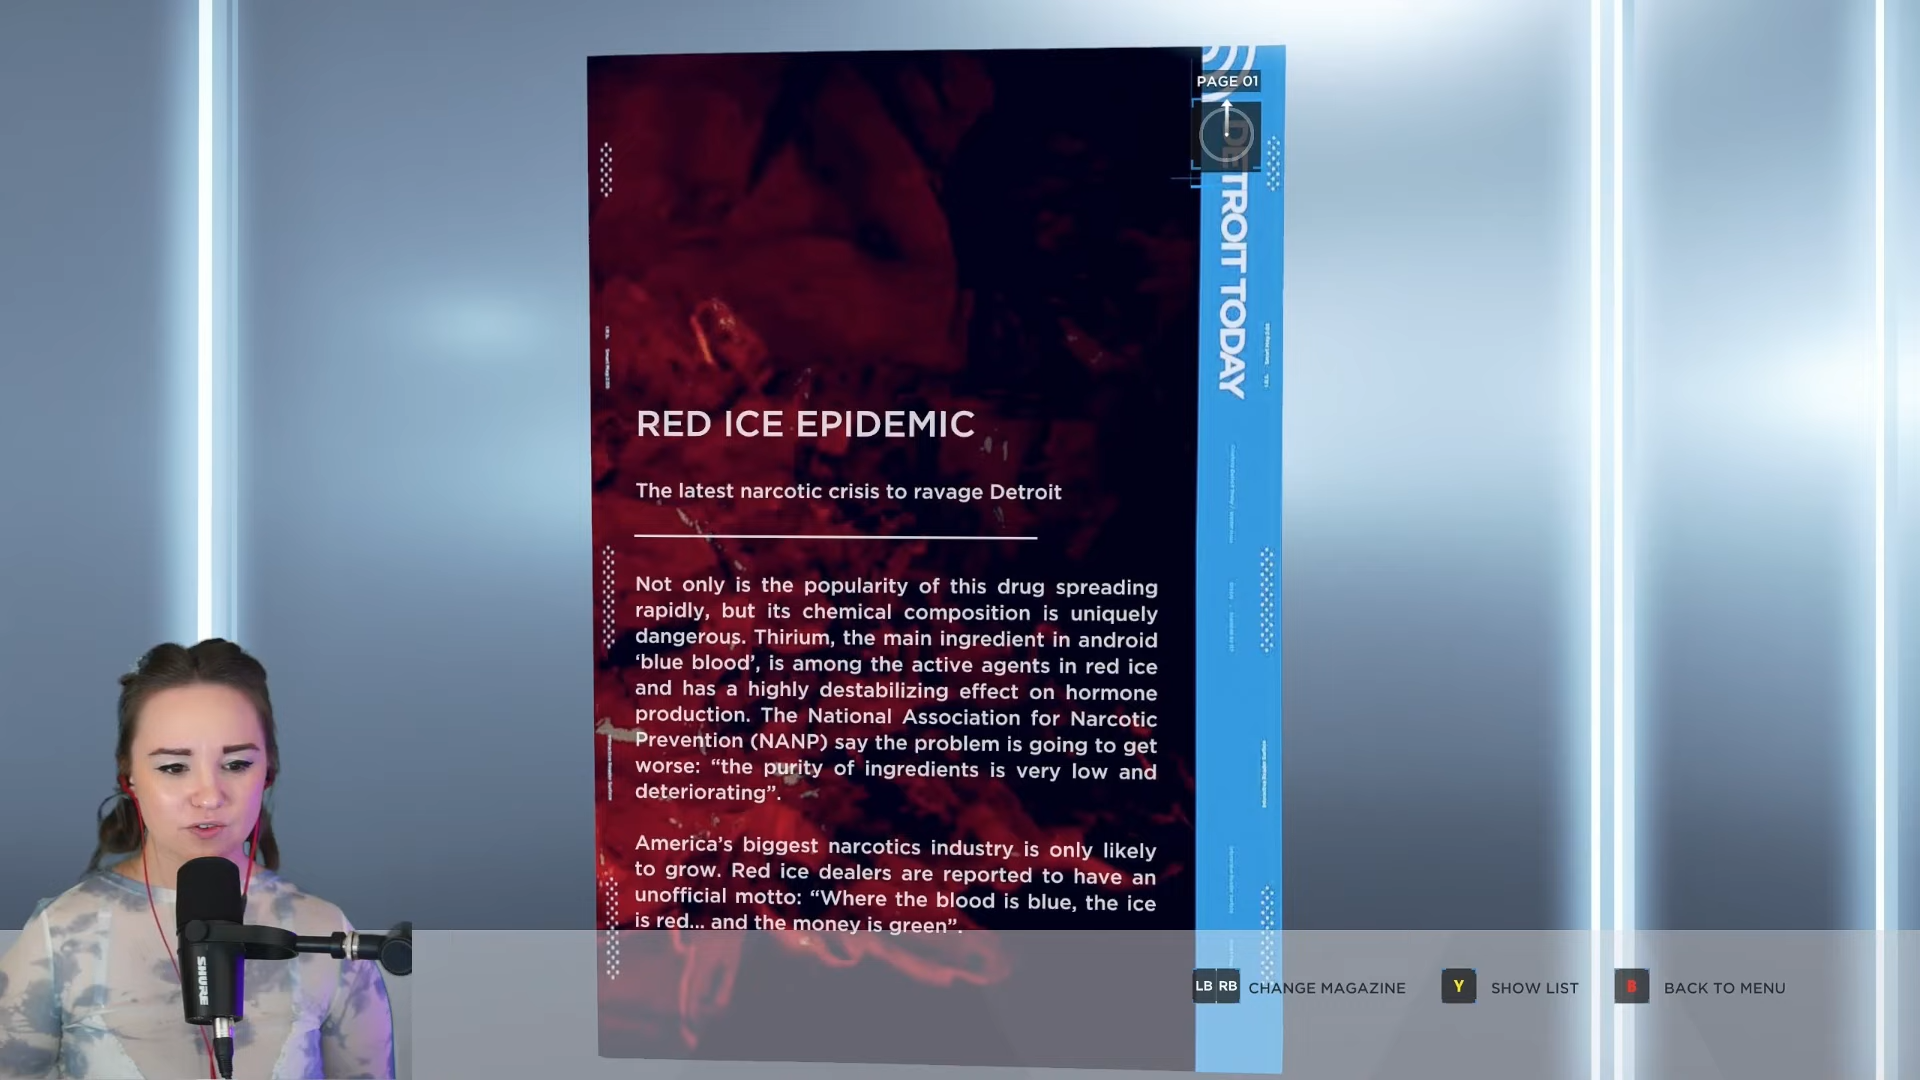 PAGE 01
DETROIT TODAY
RED ICE EPIDEMIC
The latest narcotic crisis to ravage Detroit
Not only is the popularity of this drug spreading
rapidly, but its chemical composition is uniquely
dangerous. Thirium, the main ingredient in android
‘blue blood’, is among the active agents in red ice
and has a highly destabilizing effect on hormone
production. The National Association for Narcotic
Prevention (NANP) say the problem is going to get
worse: “the purity of ingredients is very low and
deteriorating”.
America’s biggest narcotics industry is only likely
to grow. Red ice dealers are reported to have an
unofficial motto: “Where the blood is blue, the ice
is red... and the money is green”.
SHURE
LB RB CHANGE MAGAZINE
Y SHOW LIST
B BACK TO MENU